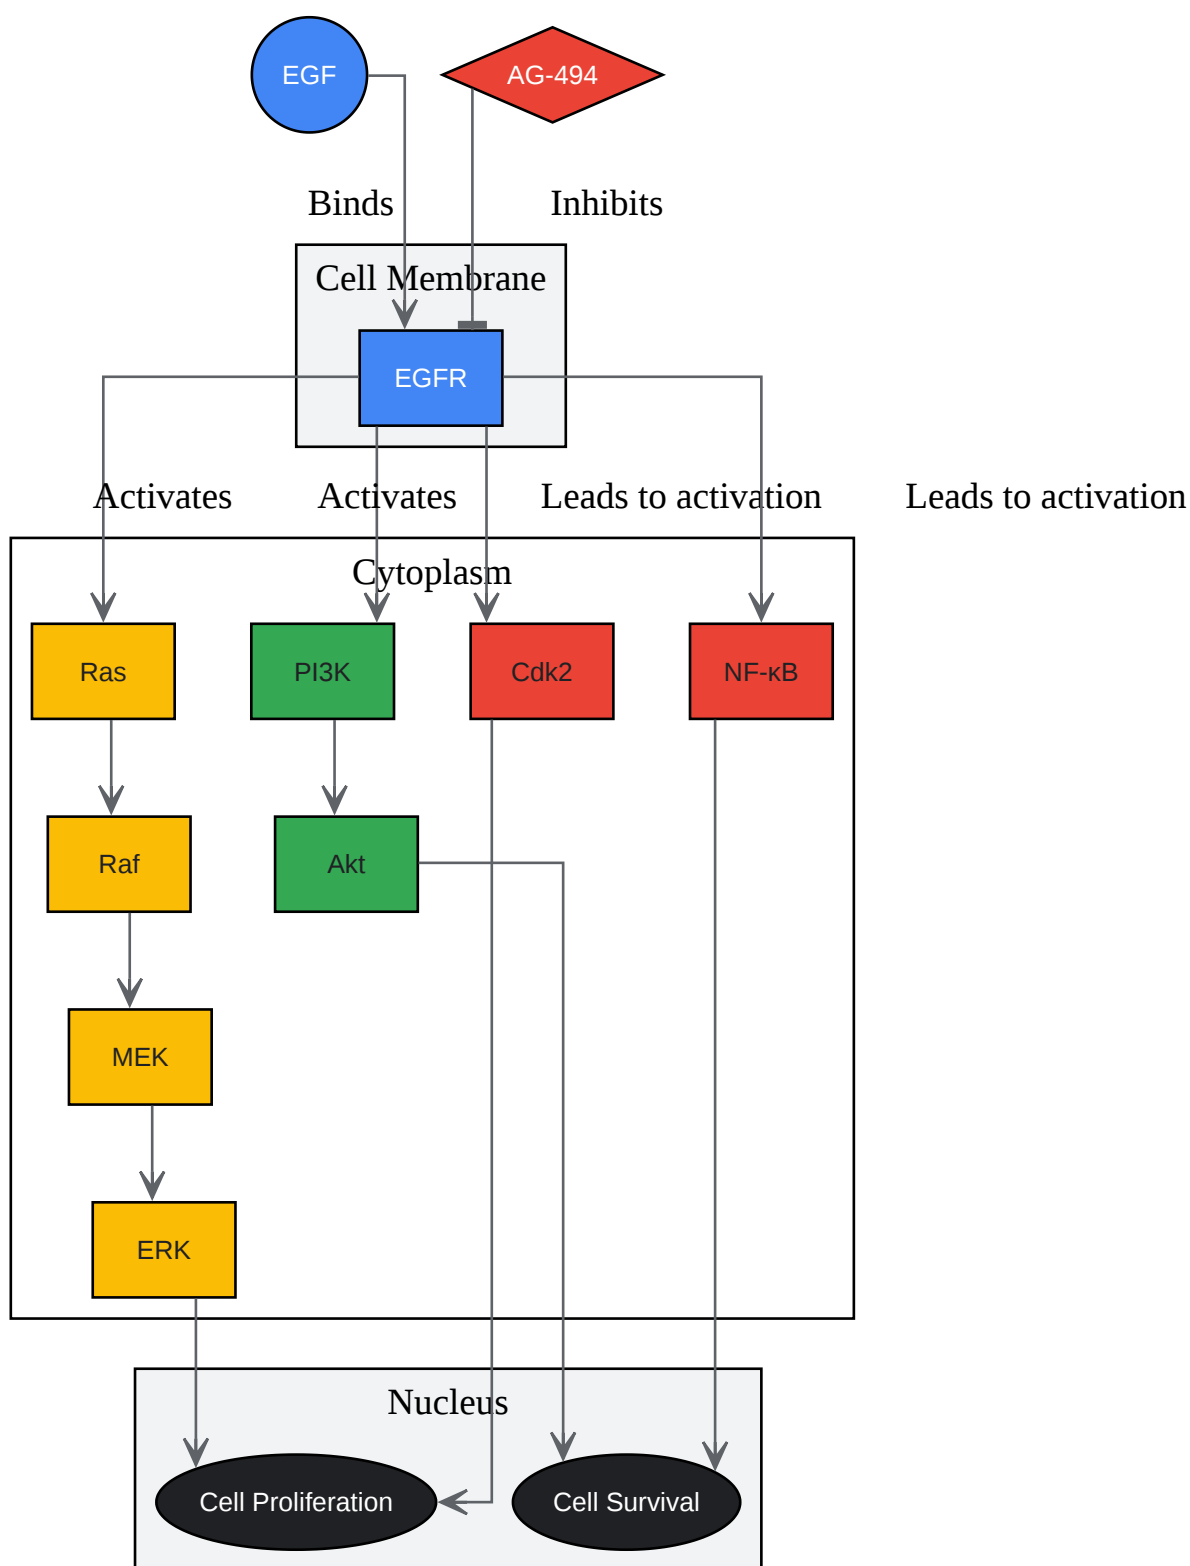 EGF
AG-494
Binds
Inhibits
Cell Membrane
EGFR
Activates
Activates
Leads to activation
Leads to activation
Cytoplasm
Ras
PI3K
Cdk2
NF-κB
Raf
Akt
MEK
ERK
Nucleus
Cell Proliferation
Cell Survival